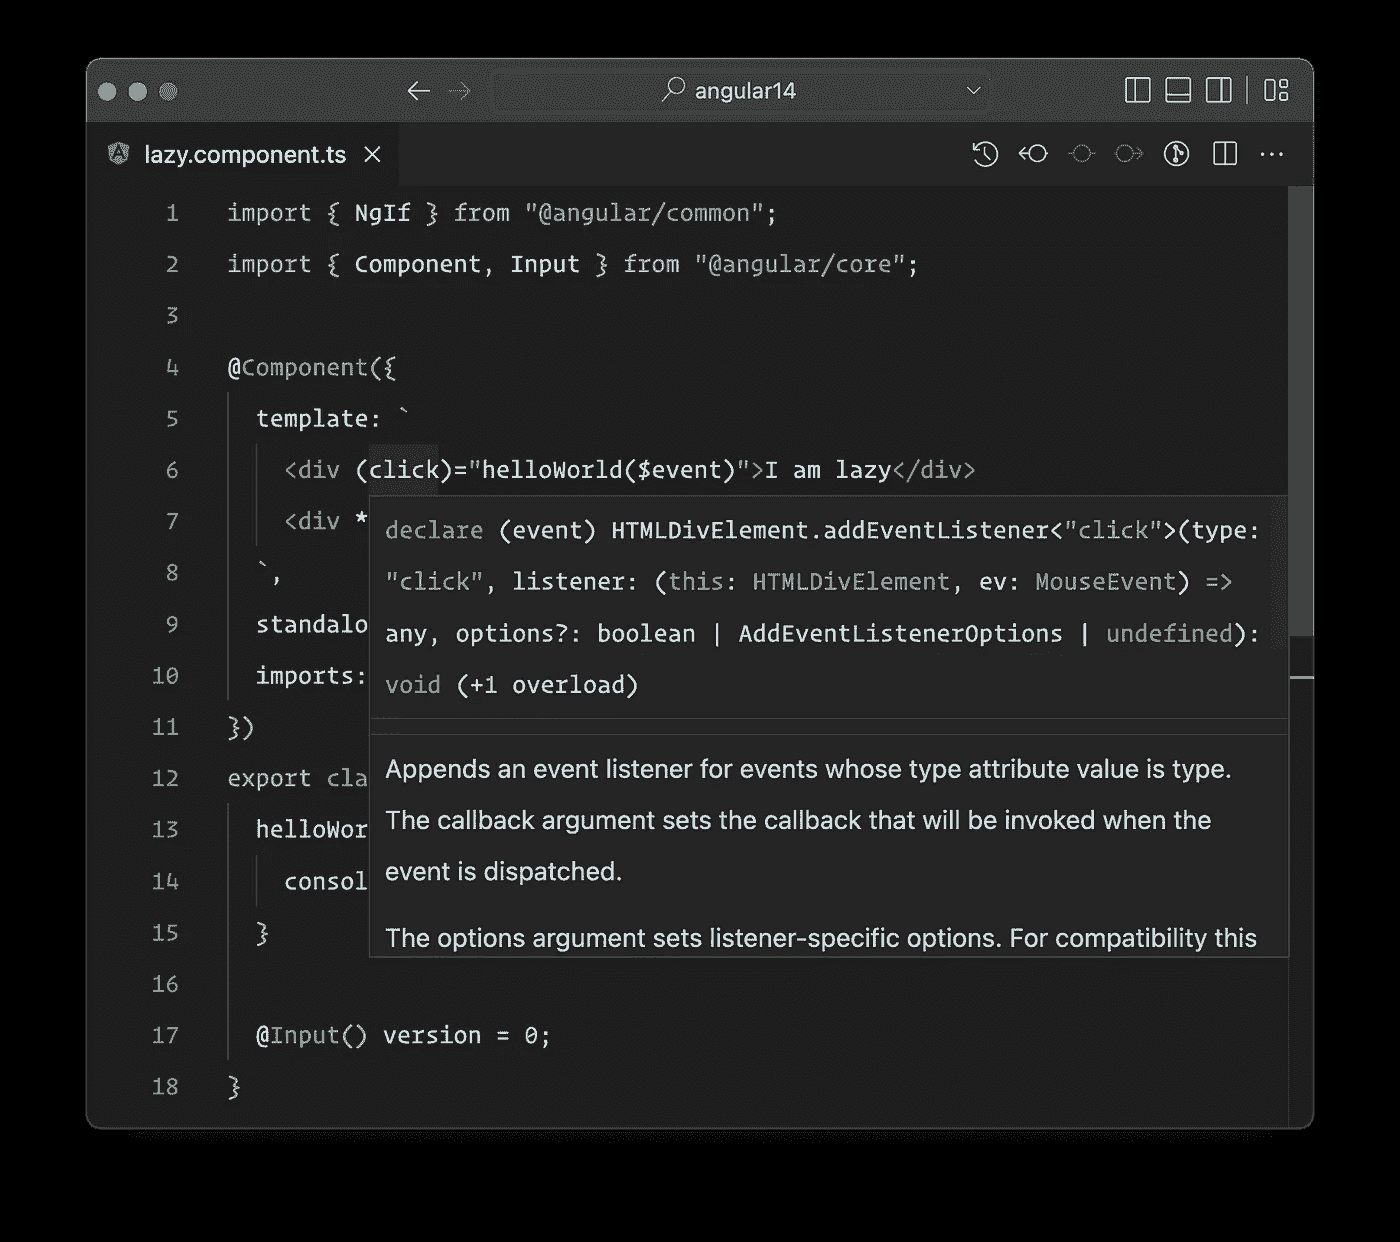 angular14
lazy.component.ts
1 import { NgIf } from "@angular/common";
2 import { Component, Input } from "@angular/core";
3
4 @Component({
5 template: `
6 <div (click)="helloWorld($event)">I am lazy</div>
7 <div *
8 `,
9 standalo
10 imports:
11 })
12 export cla
13 helloWor
14 consol
15 }
16
17 @Input() version = 0;
18 }
declare (event) HTMLDivElement.addEventListener<"click">(type:
"click", listener: (this: HTMLDivElement, ev: MouseEvent) =>
any, options?: boolean | AddEventListenerOptions | undefined):
void (+1 overload)
Appends an event listener for events whose type attribute value is type.
The callback argument sets the callback that will be invoked when the
event is dispatched.
The options argument sets listener-specific options. For compatibility this